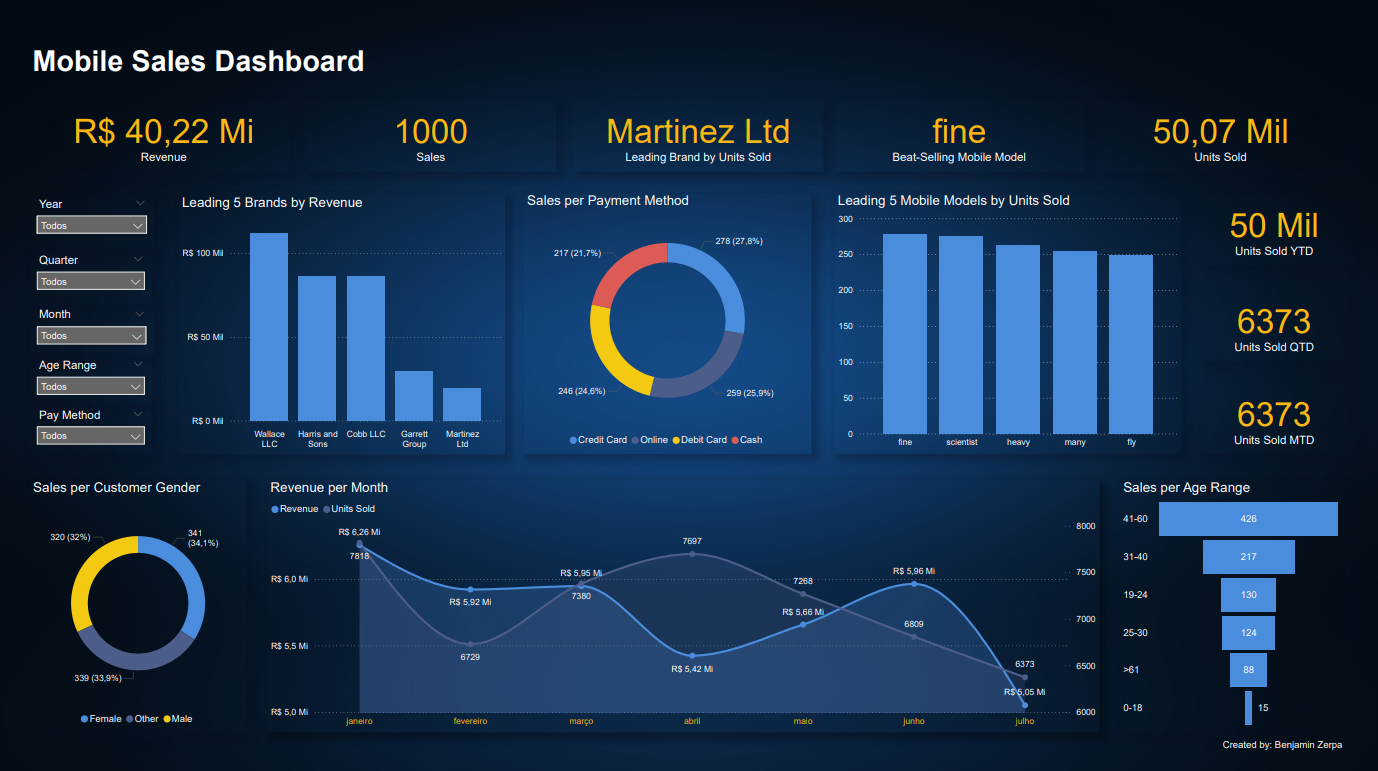 Mobile Sales Dashboard
R$ 40,22 Mi
Revenue
1000
Sales
Martinez Ltd
Leading Brand by Units Sold
fine
Beat-Selling Mobile Model
50,07 Mil
Units Sold
Year
Todos
Quarter
Todos
Month
Todos
Age Range
Todos
Pay Method
Todos
Leading 5 Brands by Revenue
R$ 100 Mil
R$ 50 Mil
R$ 0 Mil
Wallace
LLC
Harris and
Sons
Cobb LLC
Garrett
Group
Martinez
Ltd
Sales per Payment Method
278 (27,8%)
217 (21,7%)
246 (24,6%)
259 (25,9%)
Credit Card Online Debit Card Cash
Leading 5 Mobile Models by Units Sold
300
250
200
150
100
50
0
fine scientist heavy many fly
50 Mil
Units Sold YTD
6373
Units Sold QTD
6373
Units Sold MTD
Sales per Customer Gender
320 (32%)
341
(34,1%)
339 (33,9%)
Female Other Male
Revenue per Month
Revenue Units Sold
R$ 6,0 Mi
R$ 5,5 Mi
R$ 5,0 Mi
R$ 6,26 Mi
7818
R$ 5,92 Mi
6729
R$ 5,95 Mi
7380
7697
R$ 5,42 Mi
7268
R$ 5,66 Mi
R$ 5,96 Mi
6809
6373
R$ 5,05 Mi
8000
7500
7000
6500
6000
janeiro fevereiro março abril maio junho julho
Sales per Age Range
41-60 426
31-40 217
19-24 130
25-30 124
>61 88
0-18 15
Created by: Benjamin Zerpa